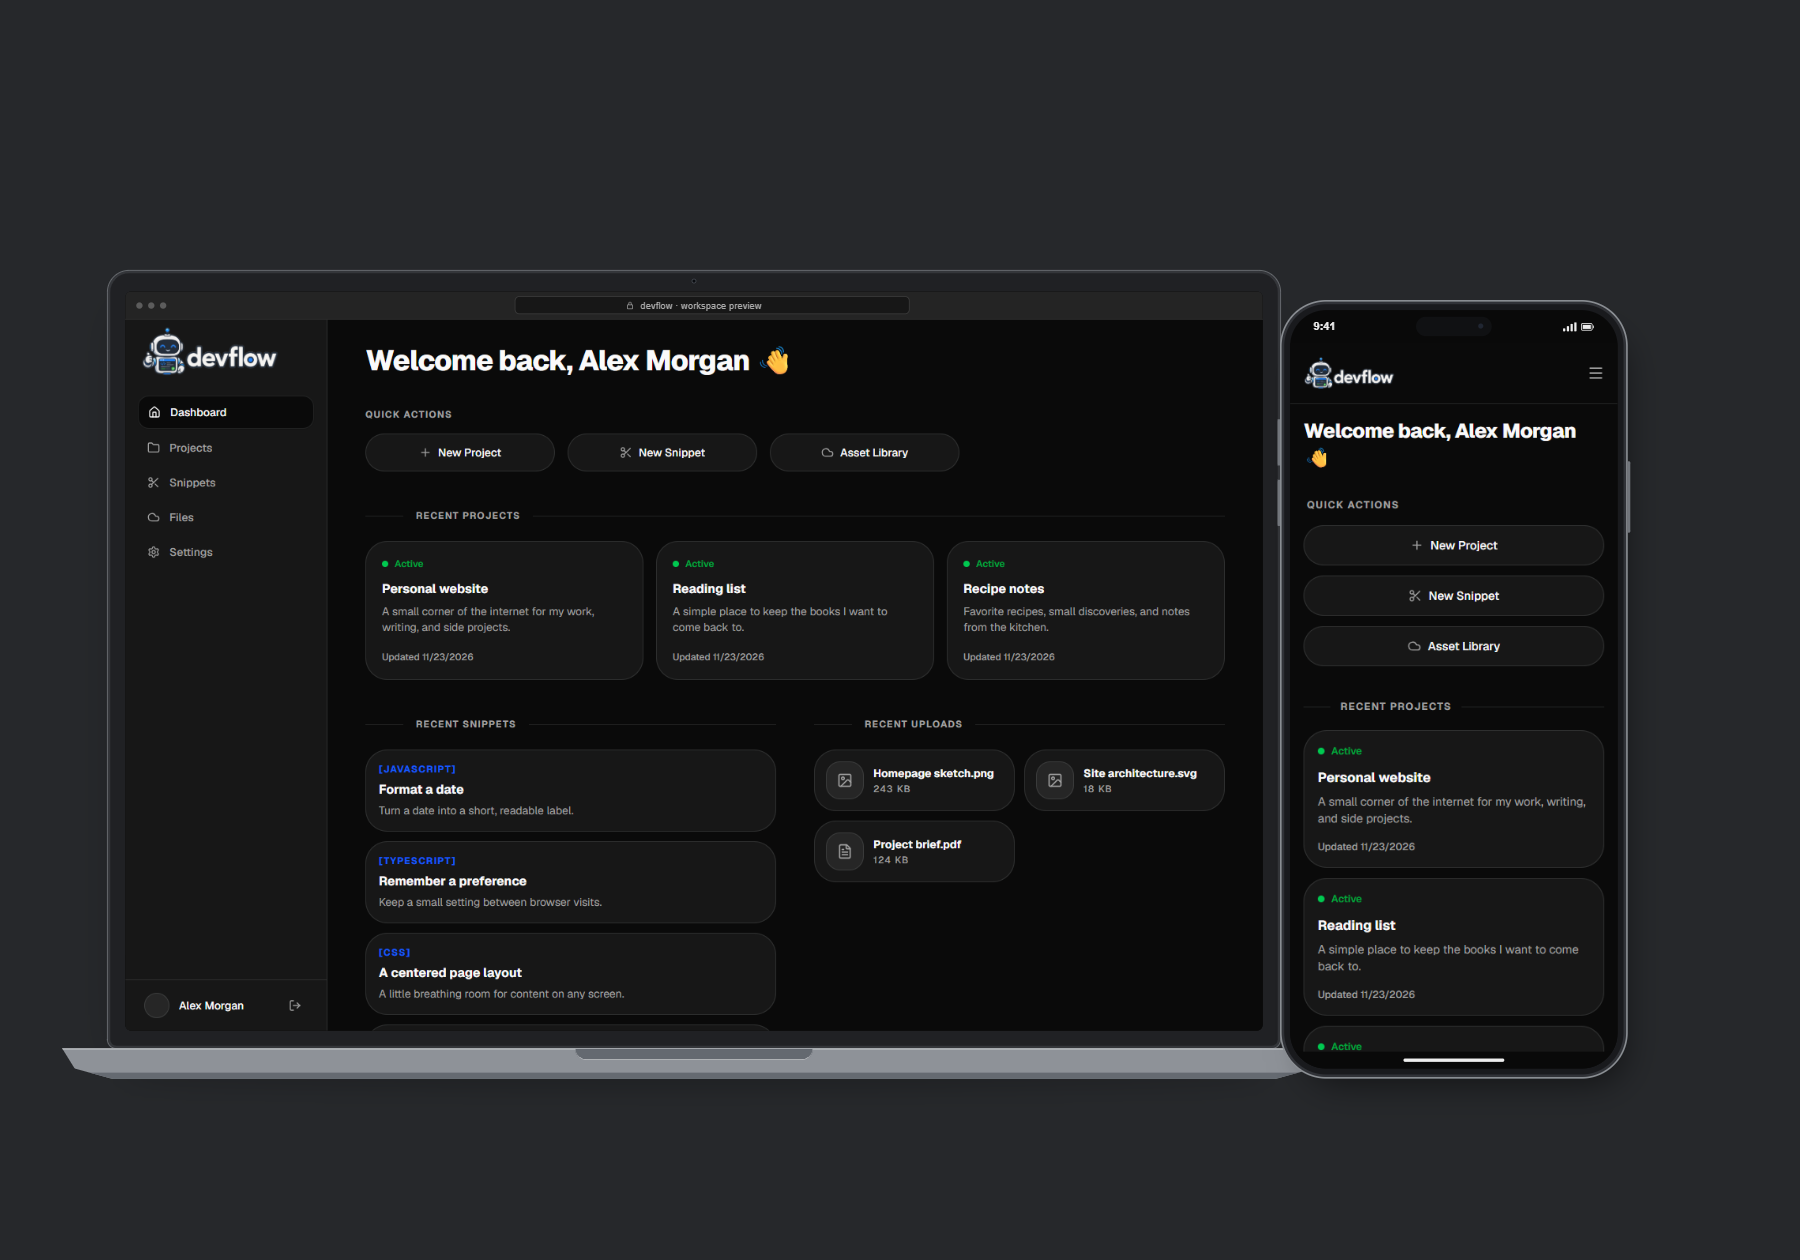 devflow · workspace preview
devflow
Dashboard
Projects
Snippets
Files
Settings
Alex Morgan
Welcome back, Alex Morgan 👋
QUICK ACTIONS
New Project
New Snippet
Asset Library
RECENT PROJECTS
Active
Personal website
A small corner of the internet for my work,
writing, and side projects.
Updated 11/23/2026
Active
Reading list
A simple place to keep the books I want to
come back to.
Updated 11/23/2026
Active
Recipe notes
Favorite recipes, small discoveries, and notes
from the kitchen.
Updated 11/23/2026
RECENT SNIPPETS
[JAVASCRIPT]
Format a date
Turn a date into a short, readable label.
[TYPESCRIPT]
Remember a preference
Keep a small setting between browser visits.
[CSS]
A centered page layout
A little breathing room for content on any screen.
RECENT UPLOADS
Homepage sketch.png
243 KB
Site architecture.svg
18 KB
Project brief.pdf
124 KB
9:41
devflow
Welcome back, Alex Morgan
👋
QUICK ACTIONS
New Project
New Snippet
Asset Library
RECENT PROJECTS
Active
Personal website
A small corner of the internet for my work, writing,
and side projects.
Updated 11/23/2026
Active
Reading list
A simple place to keep the books I want to come
back to.
Updated 11/23/2026
Active